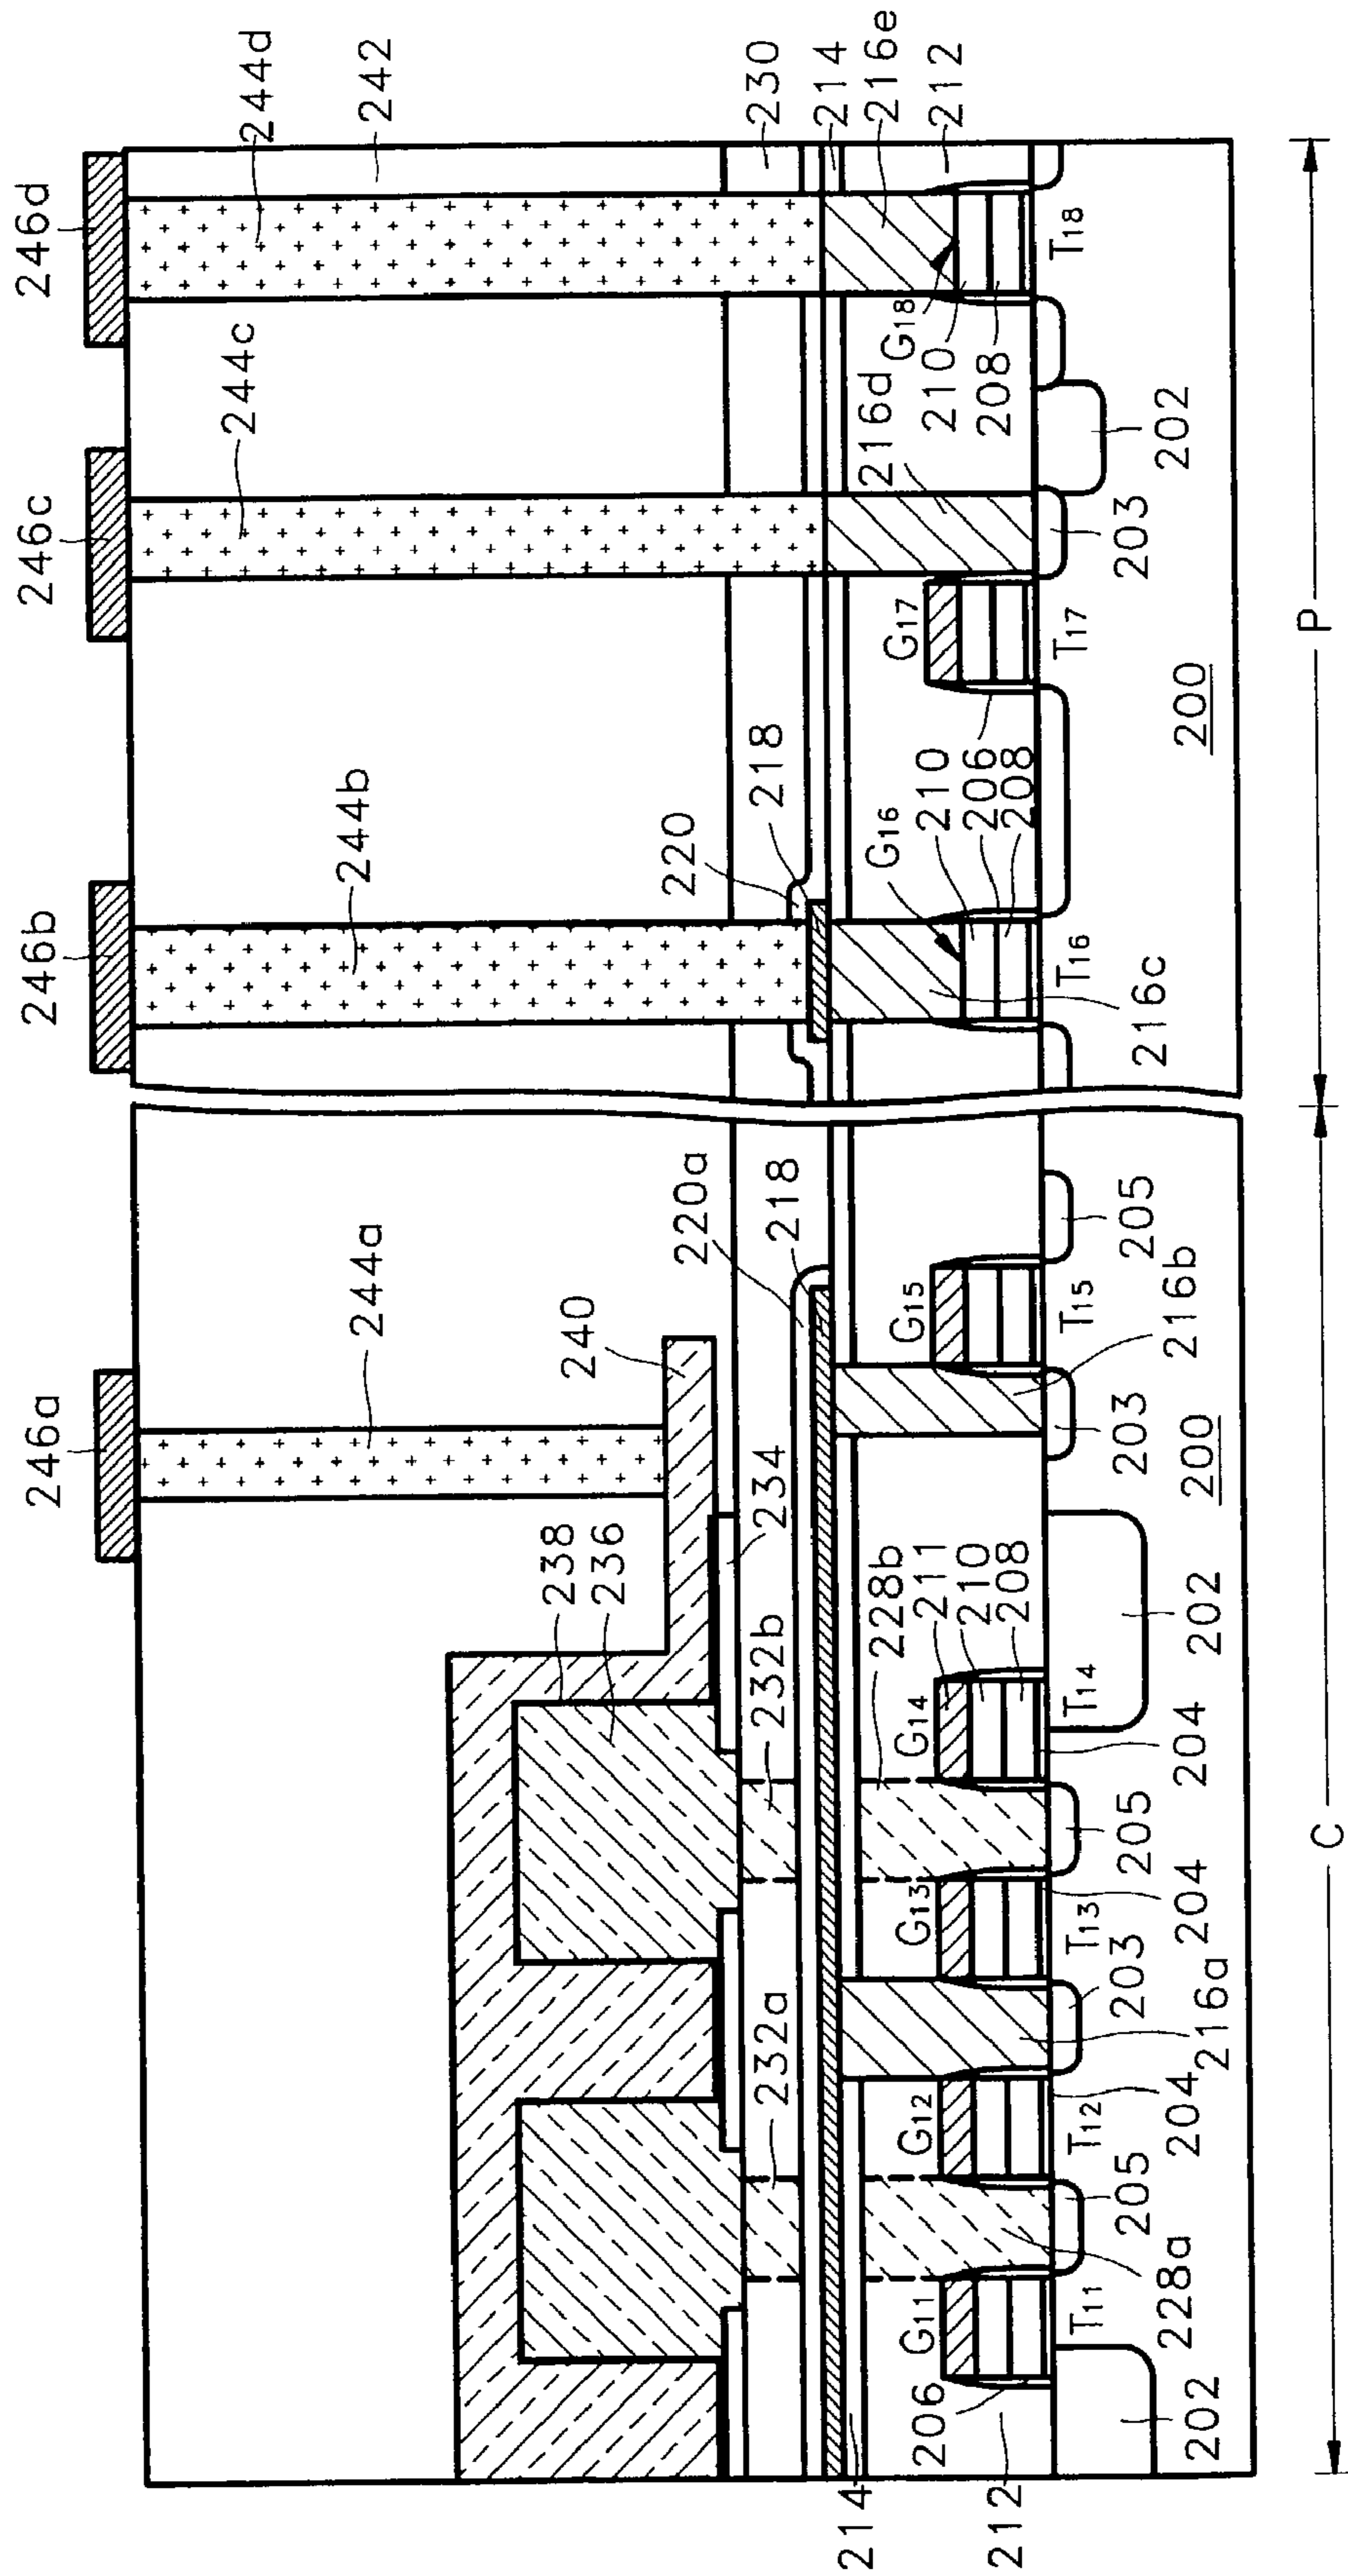 246a
246b
246c
246d
244a
244b
244c
244d
242
240
238
236
234
220a
218
220
218
230
214
216e
212
232a
232b
228b
211
210
208
G11
G12
G13
G14
G15
G16
210
206
208
G17
216d
G18
210
208
214
212
206
T11
T12
T13
T14
T15
T16
T17
T18
202
228a
205
204
216a
203
204
205
204
202
203
216b
205
216c
203
202
200
200
C
P